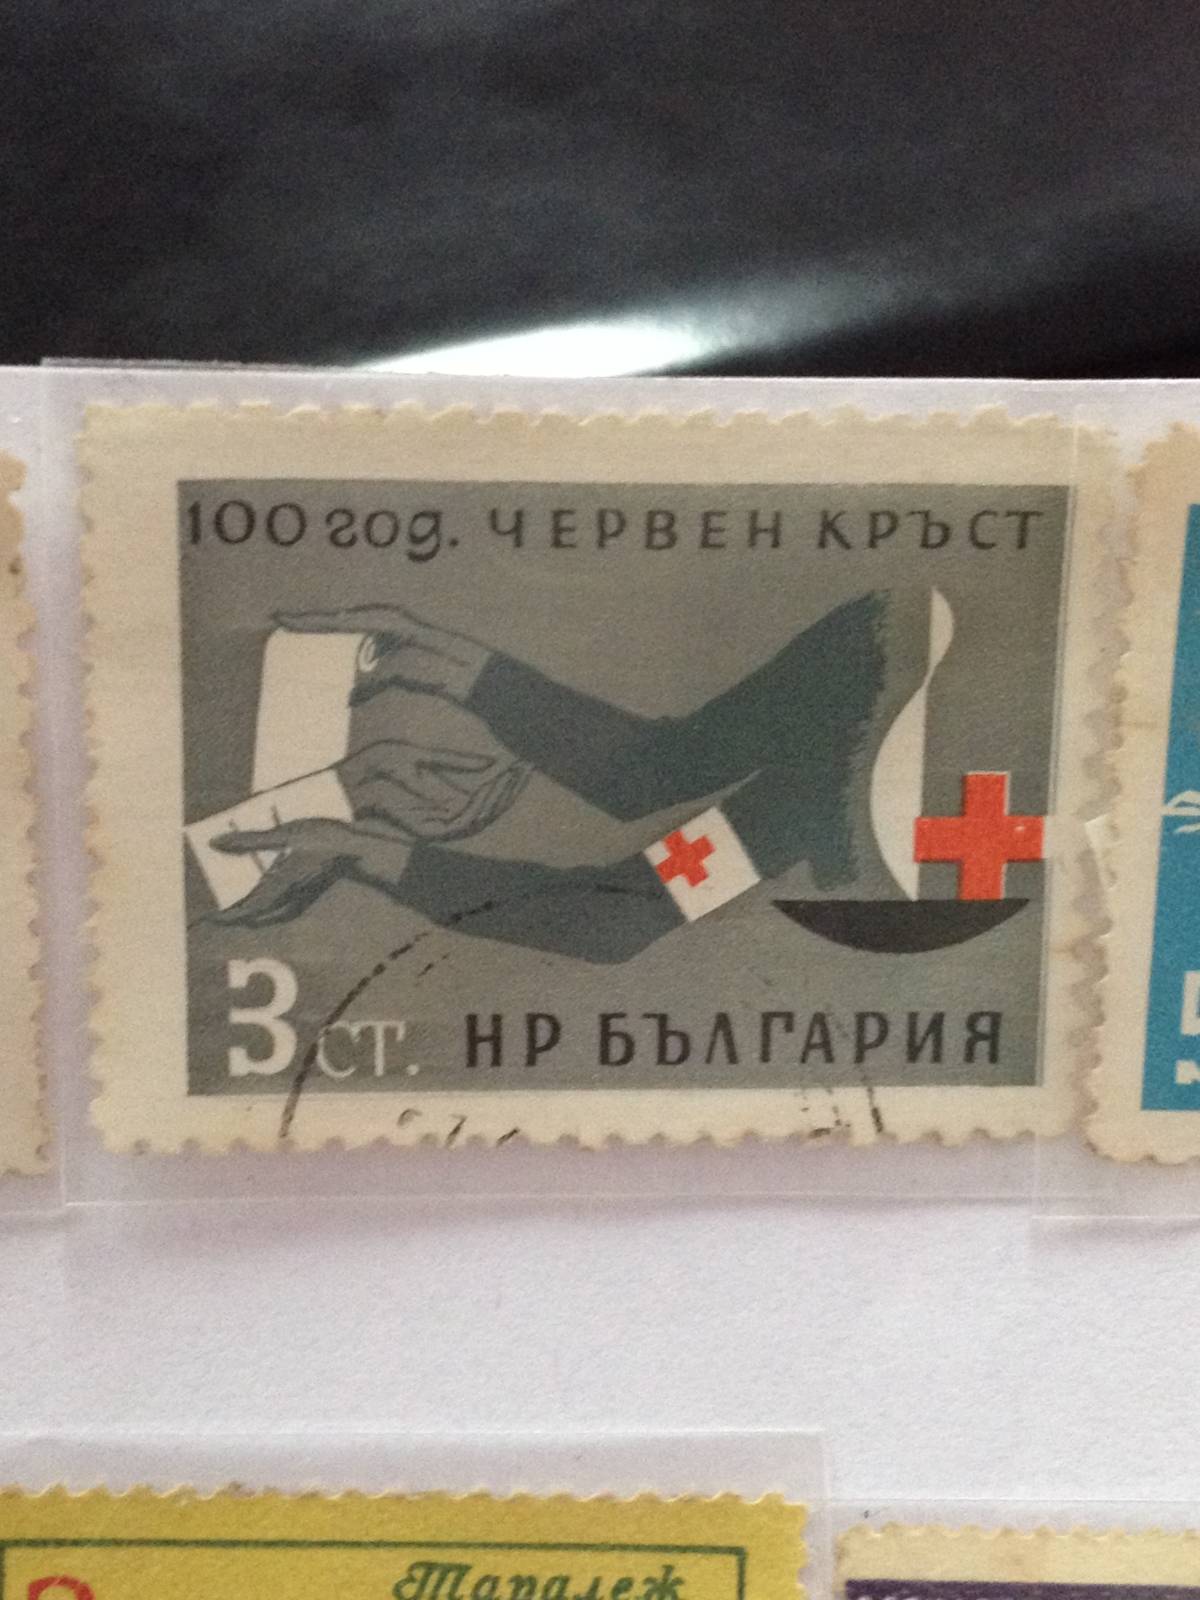 100 год. ЧЕРВЕН КРЪСТ
3 СТ. НР БЪЛГАРИЯ
Таралеж